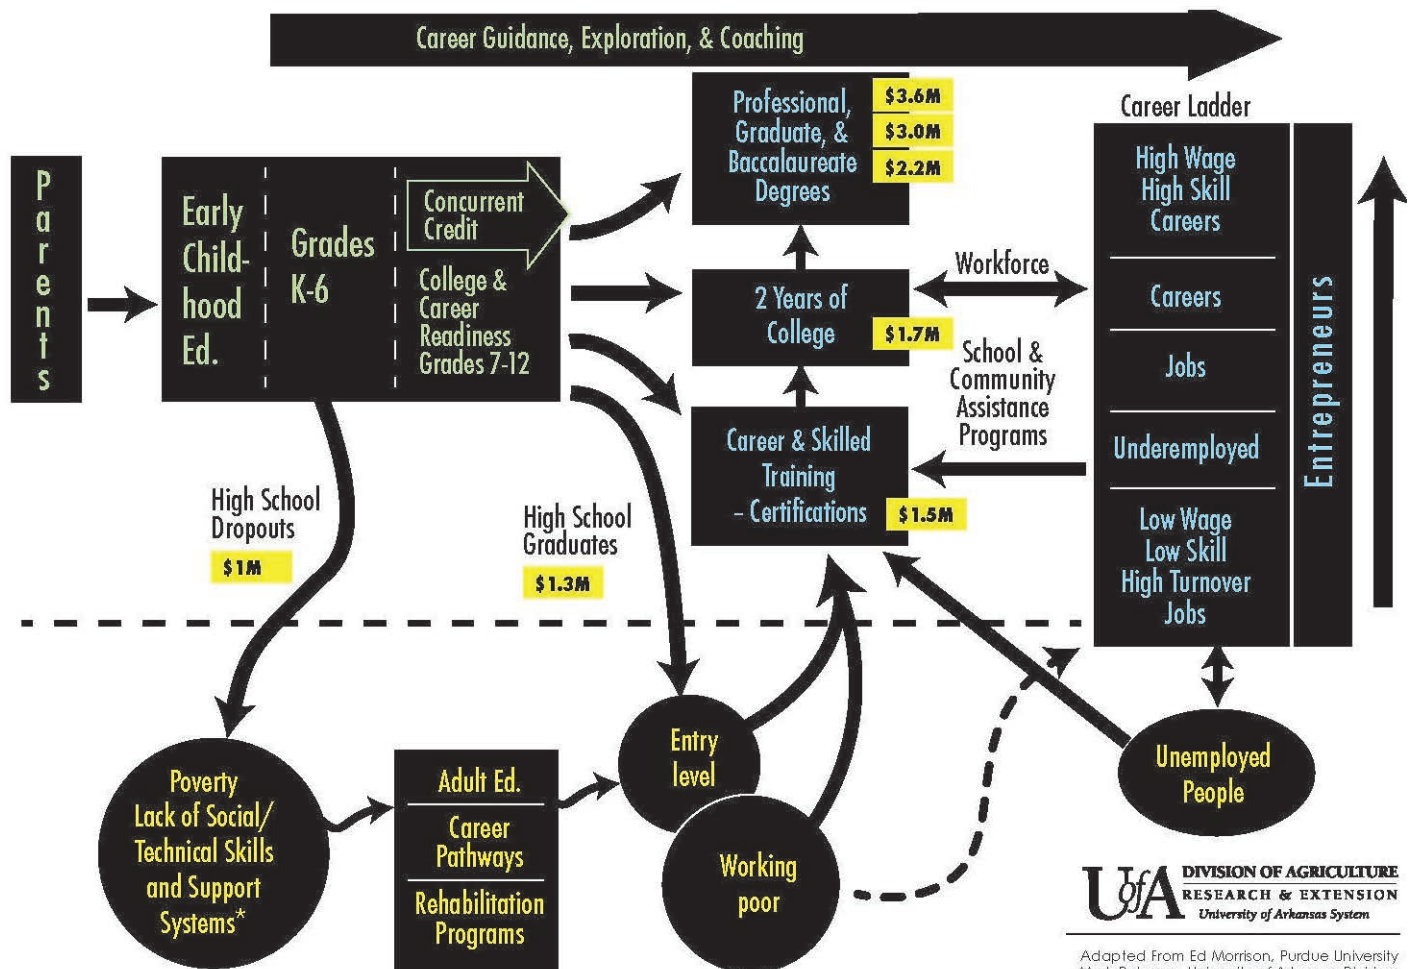 Career Guidance, Exploration, & Coaching
Parents
Early
Child-
hood
Ed.
Grades
K-6
Concurrent
Credit
College &
Career
Readiness
Grades 7-12
Professional,
Graduate, &
Baccalaureate
Degrees
$3.6M
$3.0M
$2.2M
2 Years of
College
$1.7M
Career & Skilled
Training
– Certifications
$1.5M
Workforce
School &
Community
Assistance
Programs
Career Ladder
High Wage
High Skill
Careers
Careers
Jobs
Underemployed
Low Wage
Low Skill
High Turnover
Jobs
Entrepreneurs
High School
Dropouts
$1M
High School
Graduates
$1.3M
Poverty
Lack of Social/
Technical Skills
and Support
Systems*
Adult Ed.
Career
Pathways
Rehabilitation
Programs
Entry
level
Working
poor
Unemployed
People
UofA
DIVISION OF AGRICULTURE
RESEARCH & EXTENSION
University of Arkansas System
Adapted From Ed Morrison, Purdue University